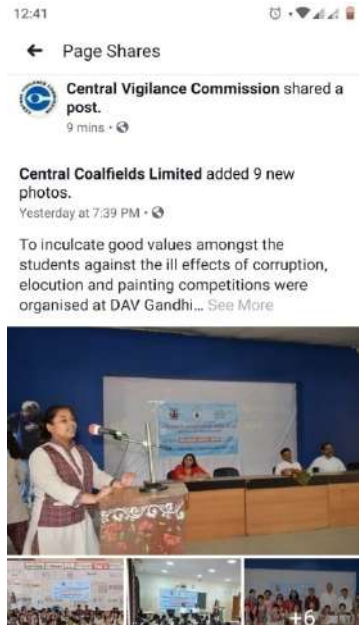 12:41
Page Shares
Central Vigilance Commission shared a
post.
9 mins •
Central Coalfields Limited added 9 new
photos.
Yesterday at 7:39 PM •
To inculcate good values amongst the
students against the ill effects of corruption,
elocution and painting competitions were
organised at DAV Gandhi... See More
+6